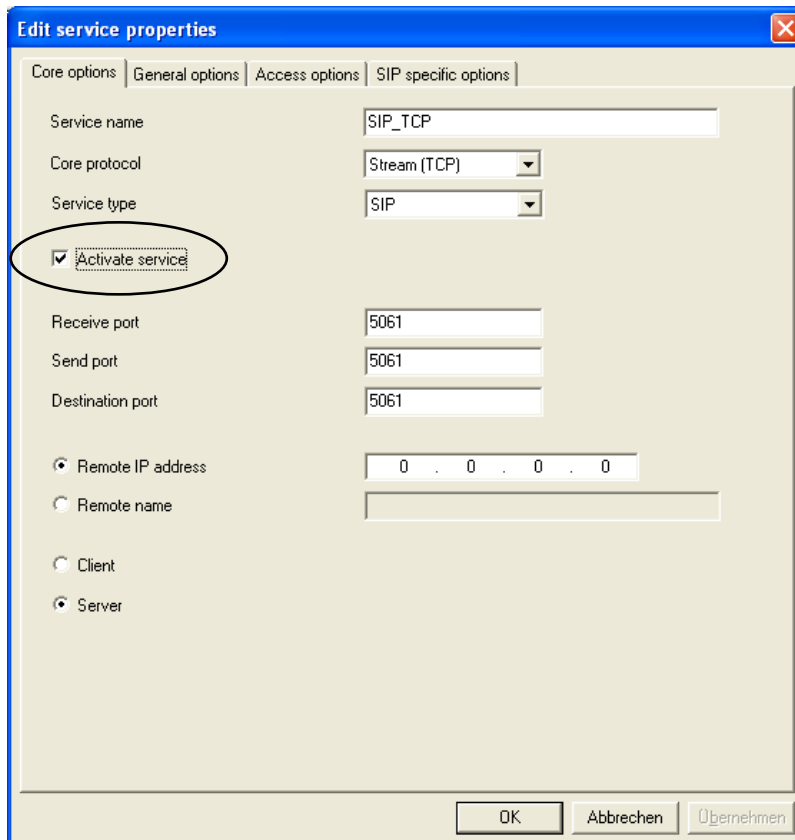 Edit service properties
Core options General options Access options SIP specific options
Service name SIP_TCP
Core protocol Stream (TCP)
Service type SIP
Activate service
Receive port 5061
Send port 5061
Destination port 5061
Remote IP address 0 . 0 . 0 . 0
Remote name
Client
Server
OK Abbrechen Übernehmen